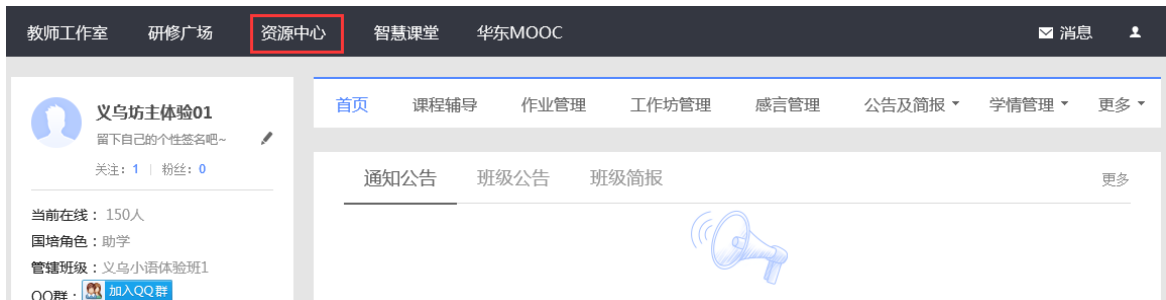 教师工作室 研修广场 资源中心 智慧课堂 华东MOOC 消息
义乌坊主体验01
留下自己的个性签名吧~
关注：1 | 粉丝：0
当前在线：150人
国培角色：助学
管辖班级：义乌小语体验班1
QQ群： 加入QQ群
首页 课程辅导 作业管理 工作坊管理 感言管理 公告及简报 学情管理 更多
通知公告 班级公告 班级简报 更多